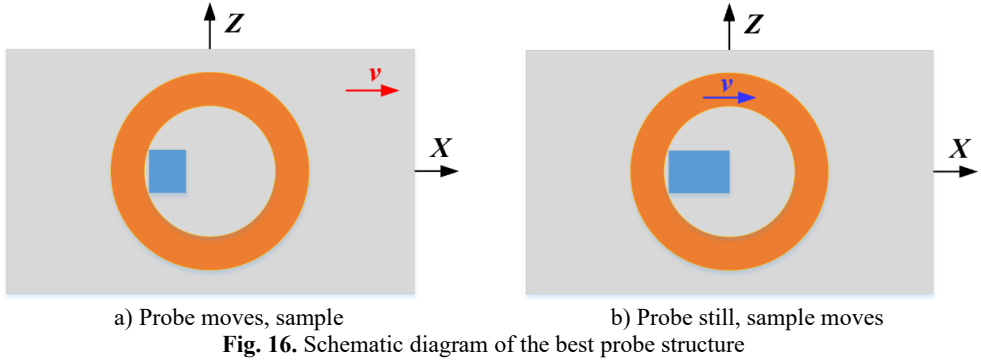 Z
Z
v
v
X
X
a) Probe moves, sample
b) Probe still, sample moves
Fig. 16. Schematic diagram of the best probe structure